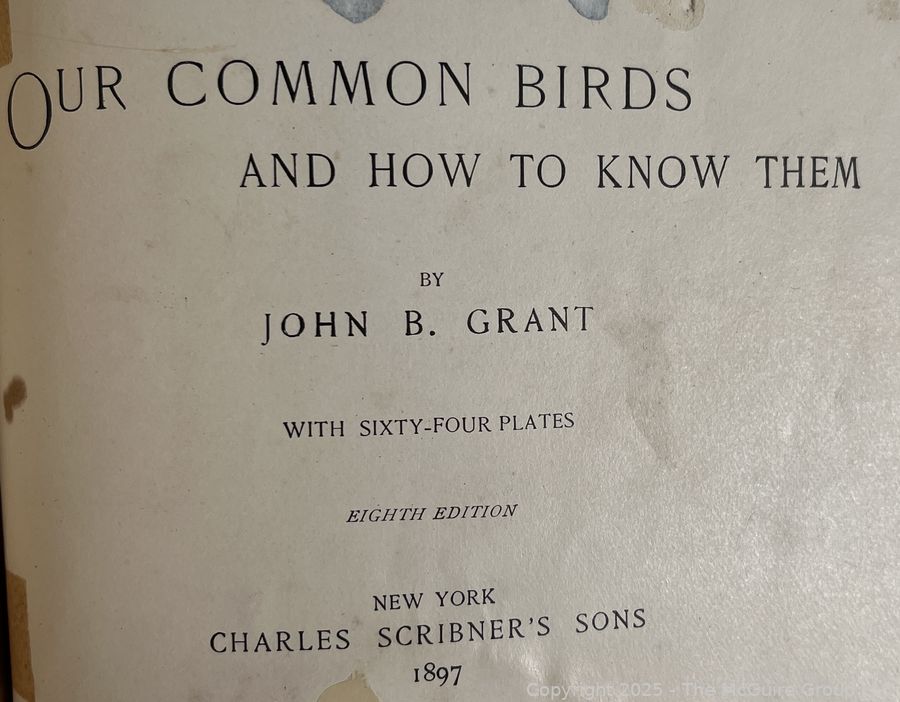 OUR COMMON BIRDS
AND HOW TO KNOW THEM
BY
JOHN B. GRANT
WITH SIXTY-FOUR PLATES
EIGHTH EDITION
NEW YORK
CHARLES SCRIBNER'S SONS
1897
Copyright 2025 - The McGuire Group